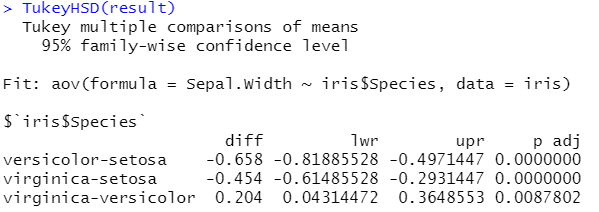 > TukeyHSD(result)
  Tukey multiple comparisons of means
    95% family-wise confidence level

Fit: aov(formula = Sepal.Width ~ iris$Species, data = iris)

$`iris$Species`
                       diff         lwr        upr     p adj
versicolor-setosa    -0.658 -0.81885528 -0.4971447 0.0000000
virginica-setosa     -0.454 -0.61485528 -0.2931447 0.0000000
virginica-versicolor  0.204  0.04314472  0.3648553 0.0087802